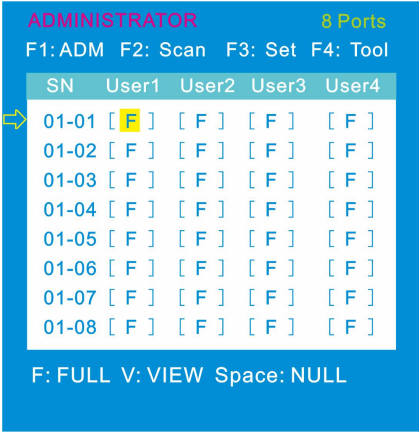 ADMINISTRATOR 8 Ports
F1: ADM F2: Scan F3: Set F4: Tool
SN User1 User2 User3 User4
01-01 [ F ] [ F ] [ F ] [ F ]
01-02 [ F ] [ F ] [ F ] [ F ]
01-03 [ F ] [ F ] [ F ] [ F ]
01-04 [ F ] [ F ] [ F ] [ F ]
01-05 [ F ] [ F ] [ F ] [ F ]
01-06 [ F ] [ F ] [ F ] [ F ]
01-07 [ F ] [ F ] [ F ] [ F ]
01-08 [ F ] [ F ] [ F ] [ F ]
F: FULL V: VIEW Space: NULL